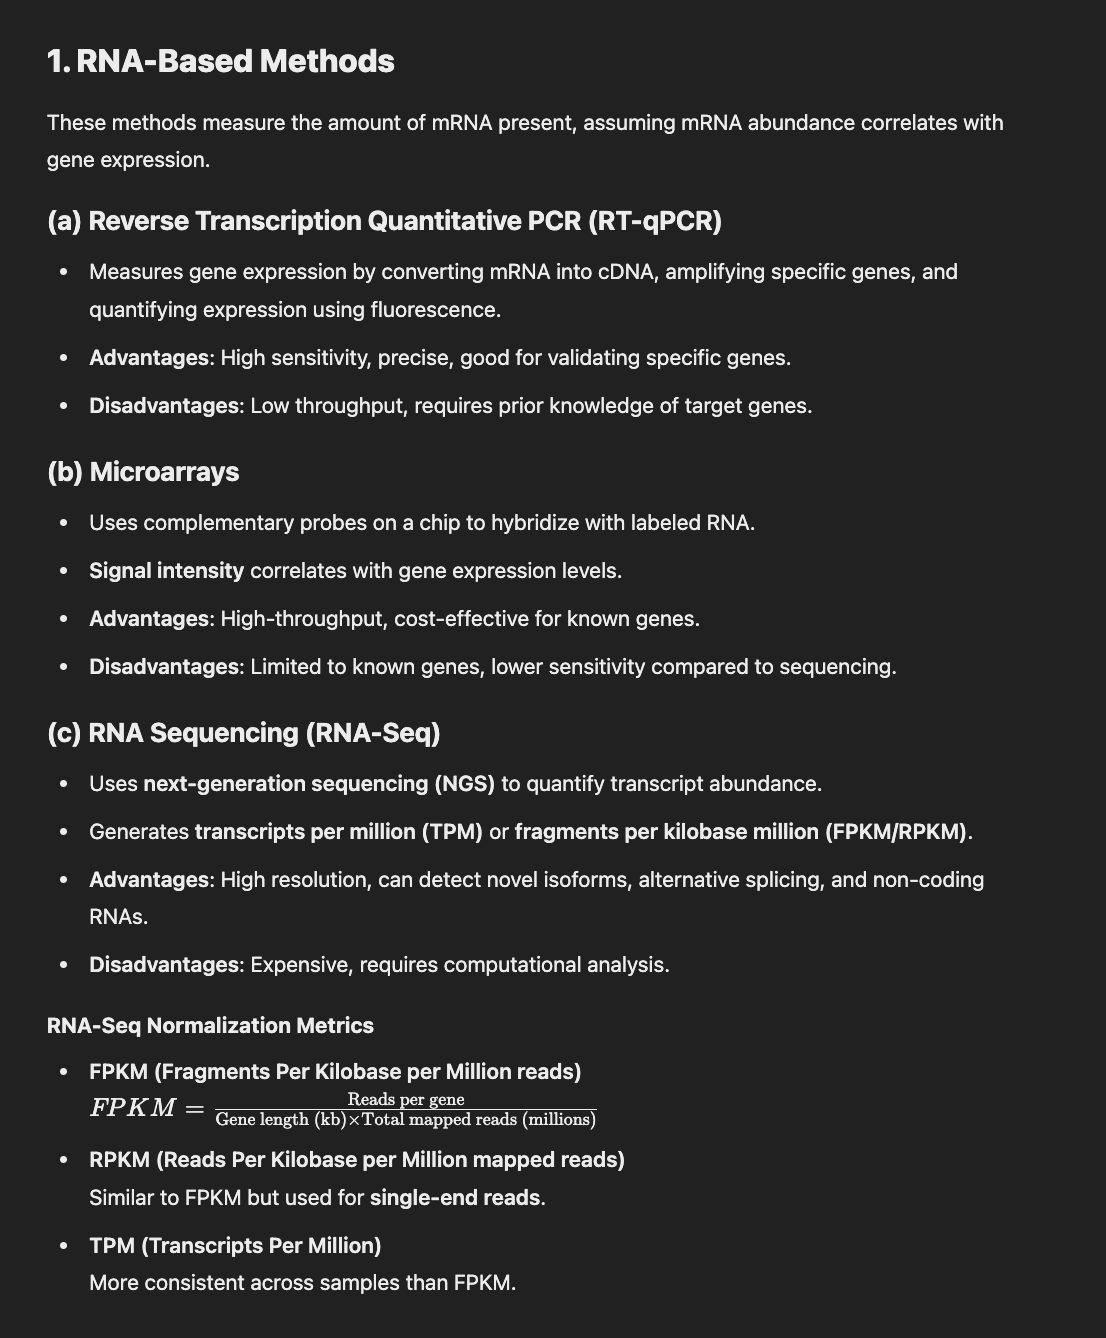 1. RNA-Based Methods
These methods measure the amount of mRNA present, assuming mRNA abundance correlates with
gene expression.
(a) Reverse Transcription Quantitative PCR (RT-qPCR)
• Measures gene expression by converting mRNA into cDNA, amplifying specific genes, and
quantifying expression using fluorescence.
• Advantages: High sensitivity, precise, good for validating specific genes.
• Disadvantages: Low throughput, requires prior knowledge of target genes.
(b) Microarrays
• Uses complementary probes on a chip to hybridize with labeled RNA.
• Signal intensity correlates with gene expression levels.
• Advantages: High-throughput, cost-effective for known genes.
• Disadvantages: Limited to known genes, lower sensitivity compared to sequencing.
(c) RNA Sequencing (RNA-Seq)
• Uses next-generation sequencing (NGS) to quantify transcript abundance.
• Generates transcripts per million (TPM) or fragments per kilobase million (FPKM/RPKM).
• Advantages: High resolution, can detect novel isoforms, alternative splicing, and non-coding
RNAs.
• Disadvantages: Expensive, requires computational analysis.
RNA-Seq Normalization Metrics
• FPKM (Fragments Per Kilobase per Million reads)
FPKM = Reads per gene
Gene length (kb)×Total mapped reads (millions)
• RPKM (Reads Per Kilobase per Million mapped reads)
Similar to FPKM but used for single-end reads.
• TPM (Transcripts Per Million)
More consistent across samples than FPKM.